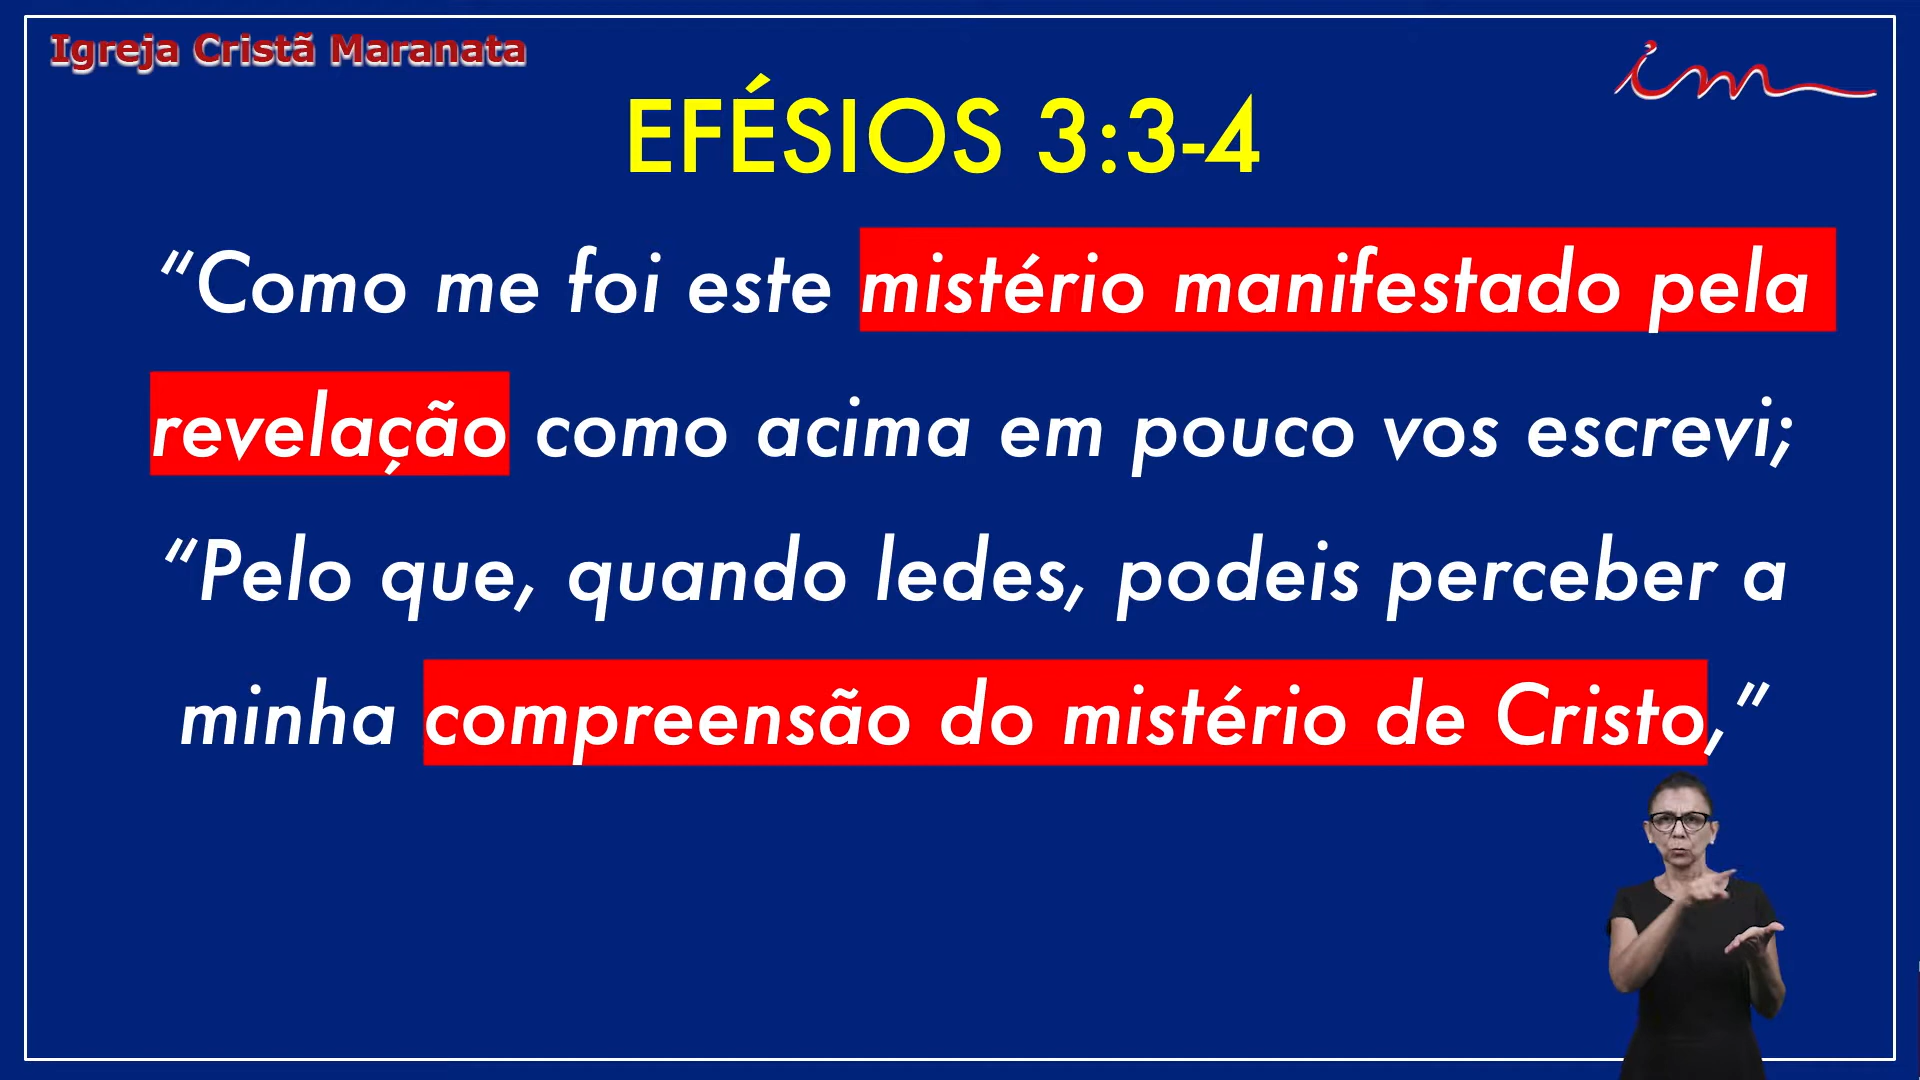 Igreja Cristã Maranata
im
EFÉSIOS 3:3-4
“Como me foi este mistério manifestado pela
revelação como acima em pouco vos escrevi;
“Pelo que, quando ledes, podeis perceber a
minha compreensão do mistério de Cristo,”